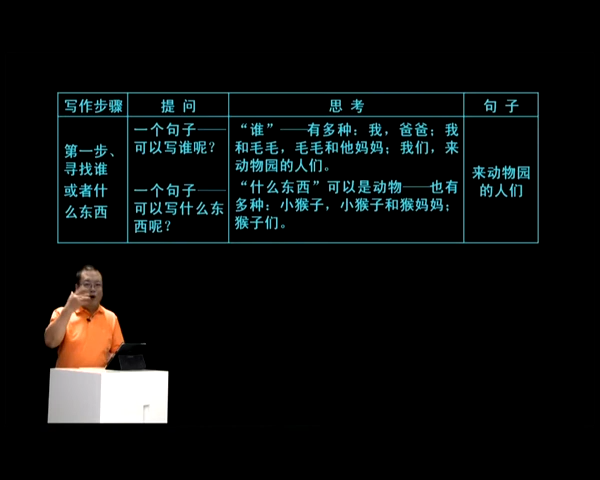 写作步骤 提 问 思 考 句 子
第一步、
寻找谁
或者什
么东西
一个句子——
可以写谁呢？
一个句子——
可以写什么东
西呢？
“谁”——有多种：我，爸爸；我
和毛毛，毛毛和他妈妈；我们，来
动物园的人们。
“什么东西”可以是动物——也有
多种：小猴子，小猴子和猴妈妈；
猴子们。
来动物园
的人们